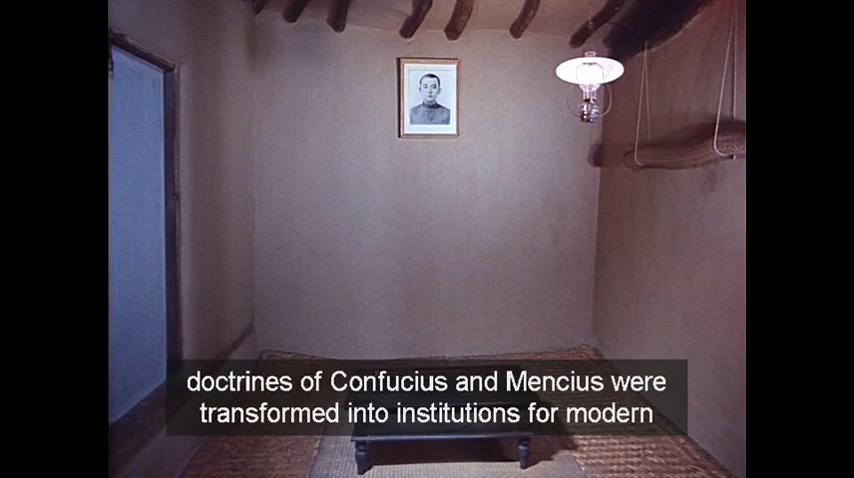 doctrines of Confucius and Mencius were
transformed into institutions for modern